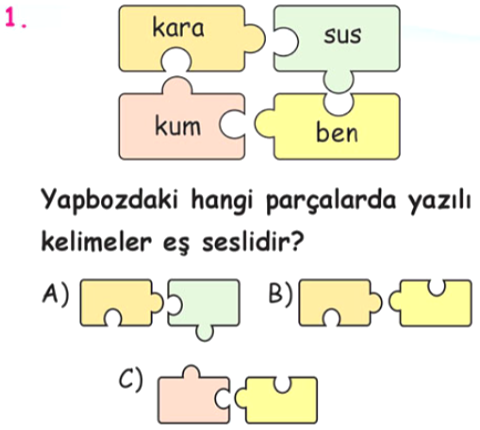 1.
kara
sus
kum
ben
Yapbozdaki hangi parçalarda yazılı
kelimeler eş seslidir?
A)
B)
C)